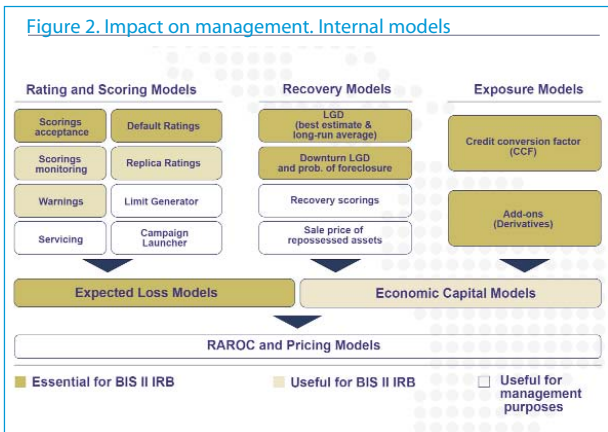 Figure 2. Impact on management. Internal models
Rating and Scoring Models
Scorings
acceptance
Default Ratings
Scorings
monitoring
Replica Ratings
Warnings
Limit Generator
Servicing
Campaign
Launcher
Recovery Models
LGD
(best estimate &
long-run average)
Downturn LGD
and prob. of foreclosure
Recovery scorings
Sale price of
repossessed assets
Exposure Models
Credit conversion factor
(CCF)
Add-ons
(Derivatives)
Expected Loss Models
Economic Capital Models
RAROC and Pricing Models
Essential for BIS II IRB
Useful for BIS II IRB
Useful for
management
purposes